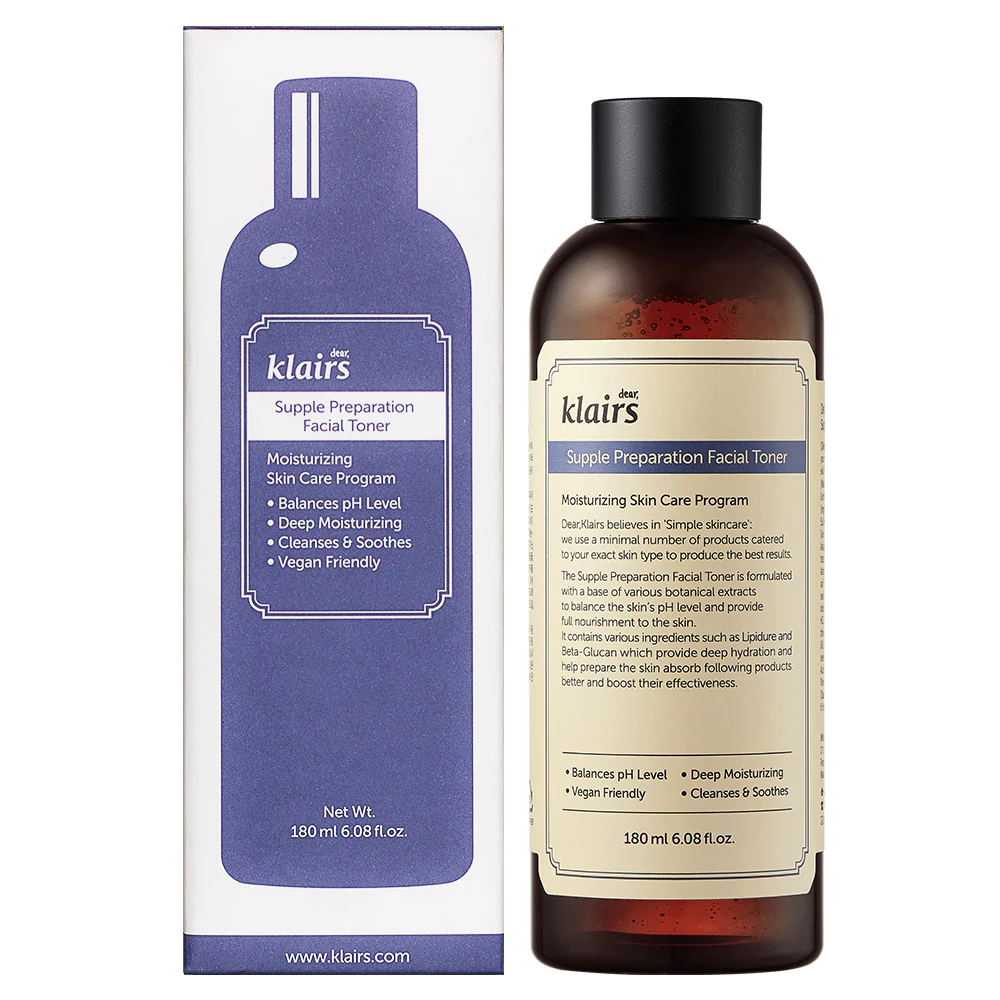 dear,
klairs
Supple Preparation
Facial Toner
Moisturizing
Skin Care Program
• Balances pH Level
• Deep Moisturizing
• Cleanses & Soothes
• Vegan Friendly
Net Wt.
180 ml 6.08 fl.oz.
www.klairs.com
dear,
klairs
Supple Preparation Facial Toner
Moisturizing Skin Care Program
Dear,Klairs believes in 'Simple skincare':
we use a minimal number of products catered
to your exact skin type to produce the best results.
The Supple Preparation Facial Toner is formulated
with a base of various botanical extracts
to balance the skin's pH level and provide
full nourishment to the skin.
It contains various ingredients such as Lipidure and
Beta-Glucan which provide deep hydration and
help prepare the skin absorb following products
better and boost their effectiveness.
• Balances pH Level • Deep Moisturizing
• Vegan Friendly • Cleanses & Soothes
180 ml 6.08 fl.oz.